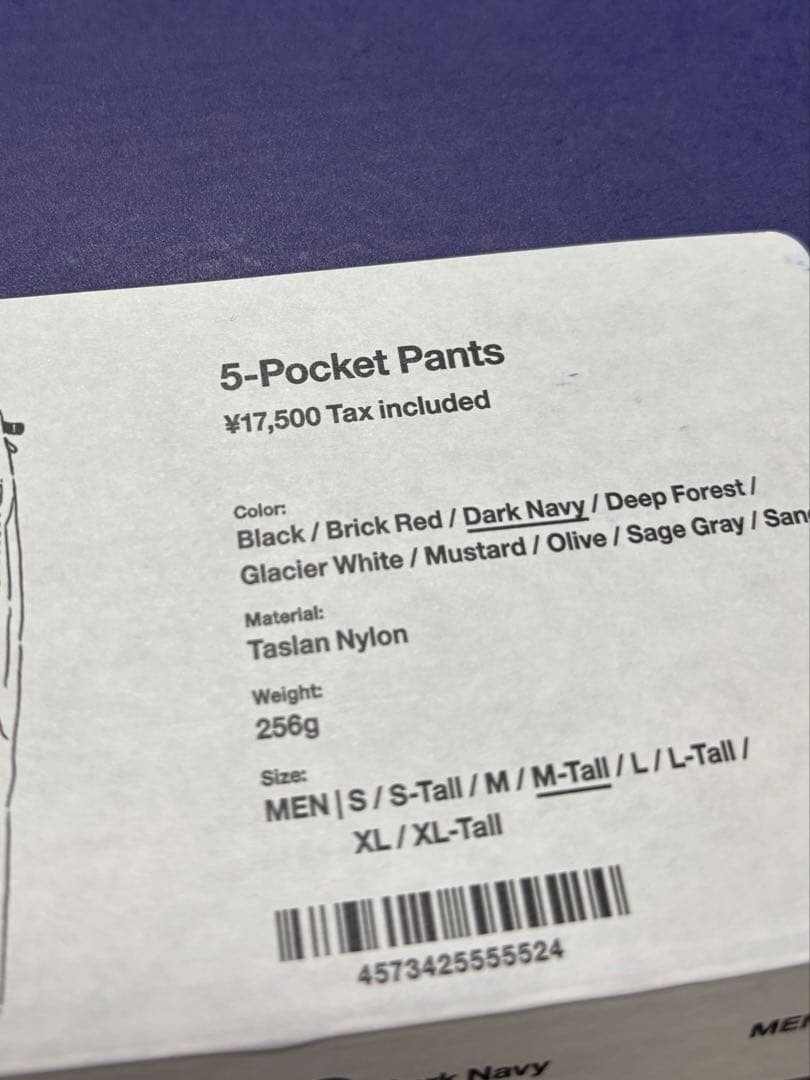 5-Pocket Pants
¥17,500 Tax included
Color:
Black / Brick Red / Dark Navy / Deep Forest /
Glacier White / Mustard / Olive / Sage Gray /
Material:
Taslan Nylon
Weight:
256g
Size:
MEN | S / S-Tall / M / M-Tall / L / L-Tall /
XL / XL-Tall
4573425555524
Navy